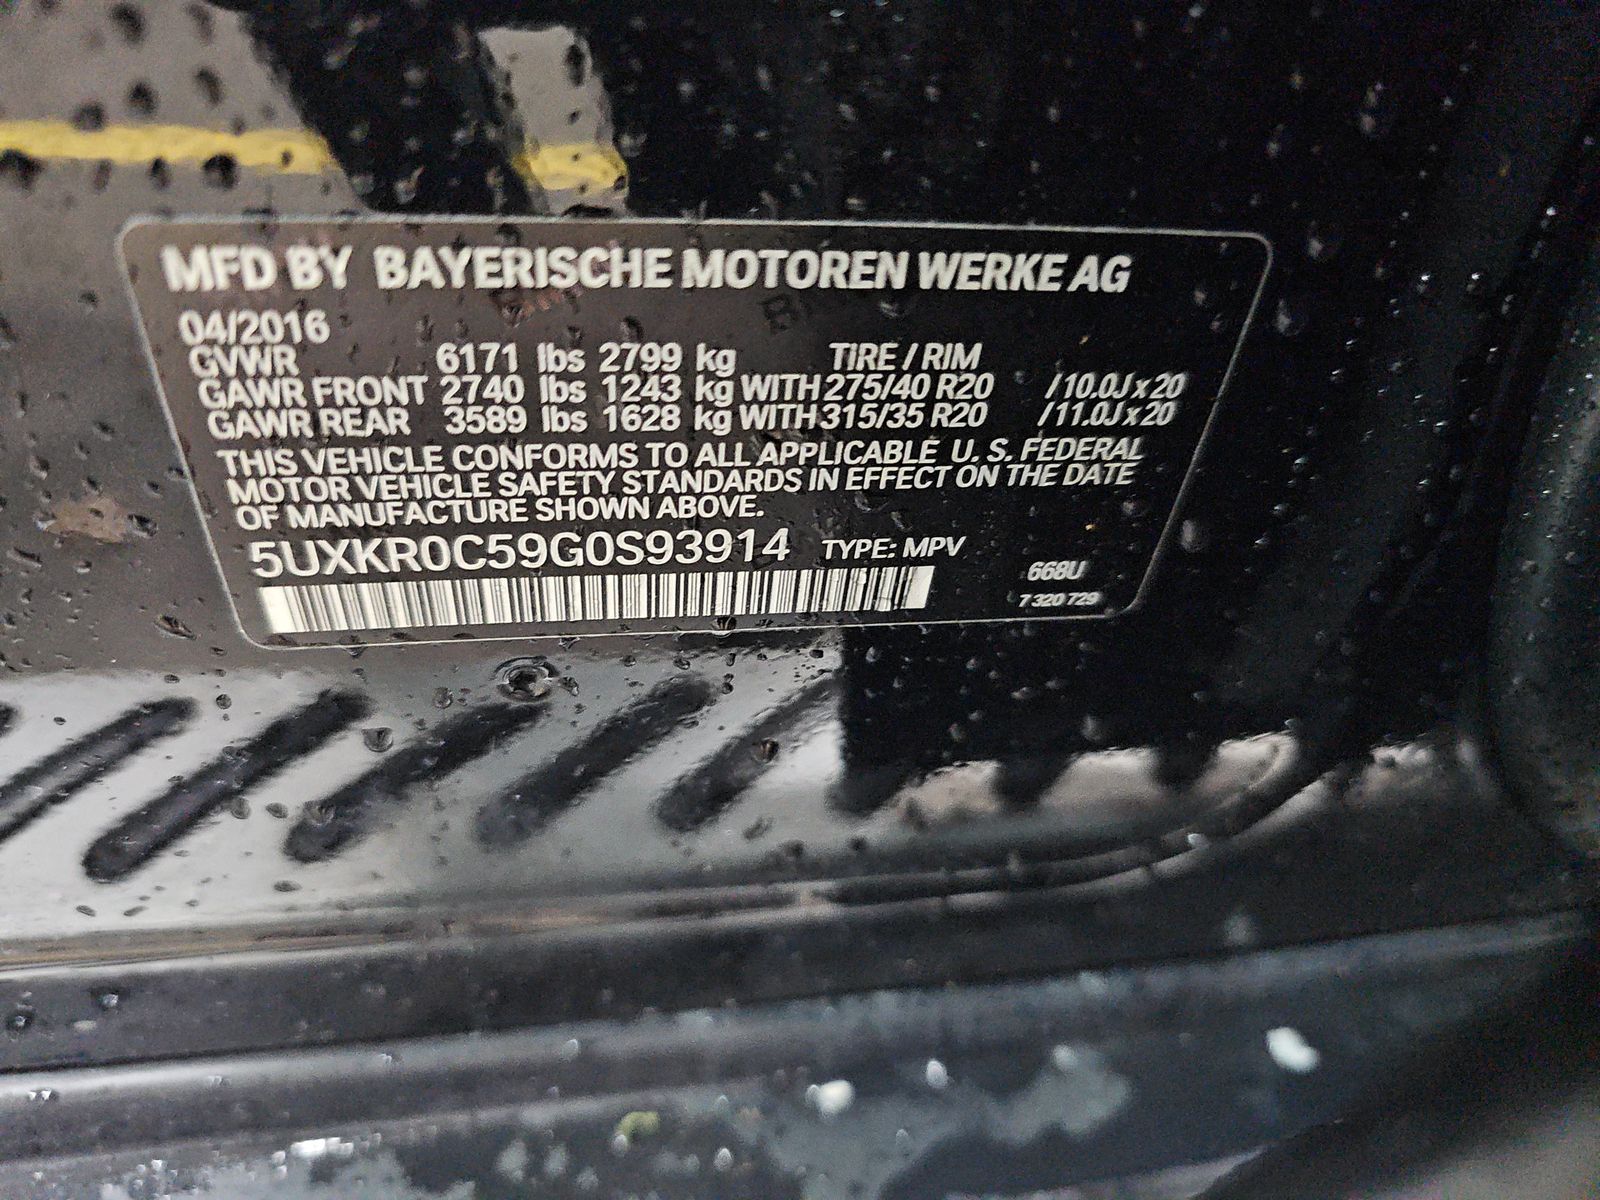 MFD BY BAYERISCHE MOTOREN WERKE AG
04/2016
GVWR 6171 lbs 2799 kg TIRE / RIM
GAWR FRONT 2740 lbs 1243 kg WITH 275/40 R20 / 10.0J x 20
GAWR REAR 3589 lbs 1628 kg WITH 315/35 R20 / 11.0J x 20
THIS VEHICLE CONFORMS TO ALL APPLICABLE U. S. FEDERAL
MOTOR VEHICLE SAFETY STANDARDS IN EFFECT ON THE DATE
OF MANUFACTURE SHOWN ABOVE.
5UXKR0C59G0S93914 TYPE: MPV
668U
7 320 729